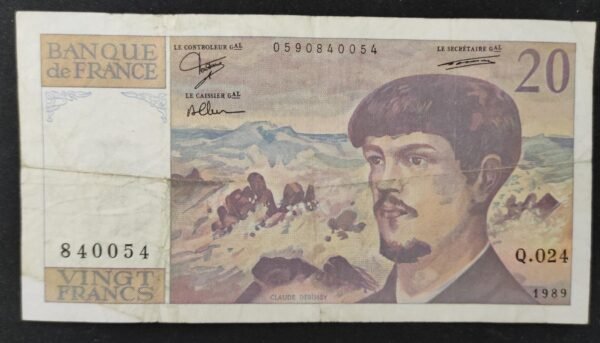 BANQUE
de FRANCE
LE CONTROLEUR GAL
0590840054
LE SECRÉTAIRE GAL
20
LE CAISSIER GAL
840054
Q.024
VINGT
FRANCS
CLAUDE DEBUSSY
1989